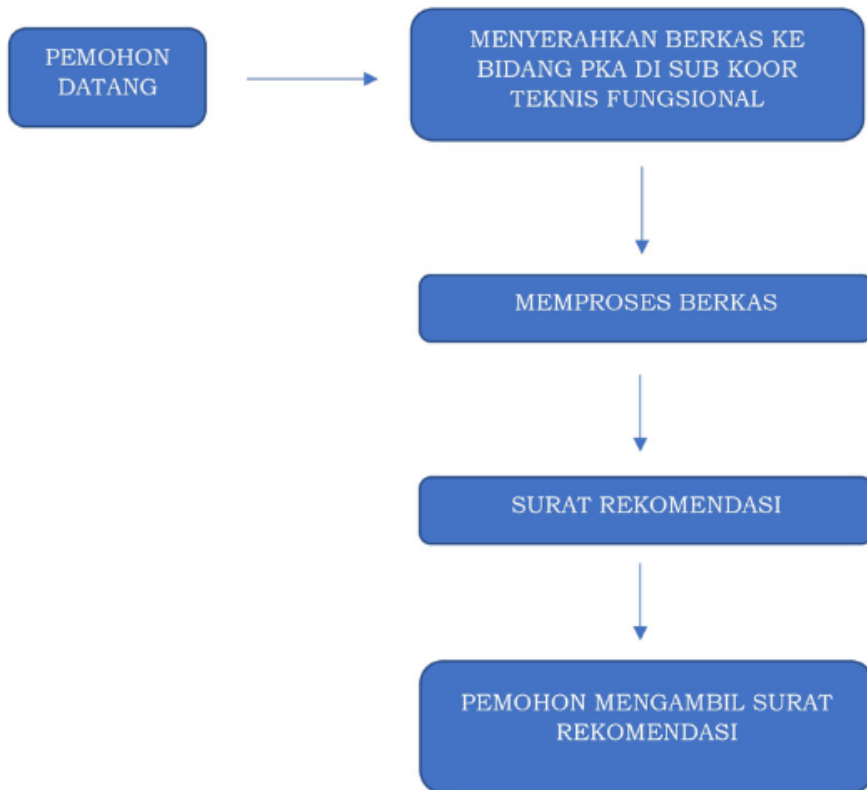 PEMOHON
DATANG
MENYERAHKAN BERKAS KE
BIDANG PKA DI SUB KOOR
TEKNIS FUNGSIONAL
MEMPROSES BERKAS
SURAT REKOMENDASI
PEMOHON MENGAMBIL SURAT
REKOMENDASI